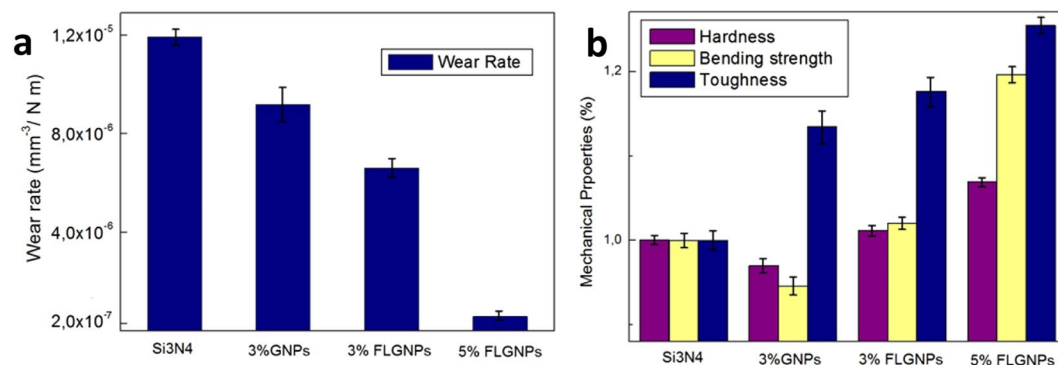 a
Wear rate (mm⁻³/ N m)
1,2x10⁻⁵
8,0x10⁻⁶
4,0x10⁻⁶
2,0x10⁻⁷
Wear Rate
Si3N4
3%GNPs
3% FLGNPs
5% FLGNPs
b
Mechanical Prpoerties (%)
1,2
1,0
Hardness
Bending strength
Toughness
Si3N4
3%GNPs
3% FLGNPs
5% FLGNPs